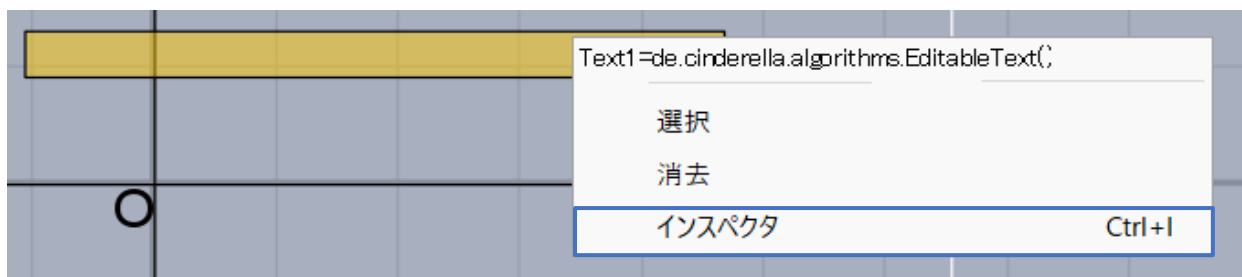 Text1=de.cinderella.algorithms.EditableText();
選択
消去
O
インスペクタ Ctrl+I